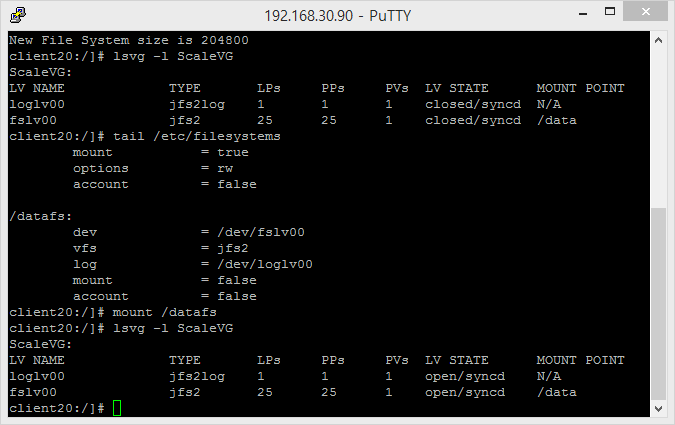 192.168.30.90 - PuTTY
New File System size is 204800
client20:/]# lsvg -l ScaleVG
ScaleVG:
LV NAME             TYPE       LPs     PPs     PVs  LV STATE      MOUNT POINT
loglv00             jfs2log    1       1       1    closed/syncd  N/A
fslv00              jfs2       25      25      1    closed/syncd  /data
client20:/]# tail /etc/filesystems
        mount           = true
        options         = rw
        account         = false

/datafs:
        dev             = /dev/fslv00
        vfs             = jfs2
        log             = /dev/loglv00
        mount           = false
        account         = false
client20:/]# mount /datafs
client20:/]# lsvg -l ScaleVG
ScaleVG:
LV NAME             TYPE       LPs     PPs     PVs  LV STATE      MOUNT POINT
loglv00             jfs2log    1       1       1    open/syncd    N/A
fslv00              jfs2       25      25      1    open/syncd    /data
client20:/]#